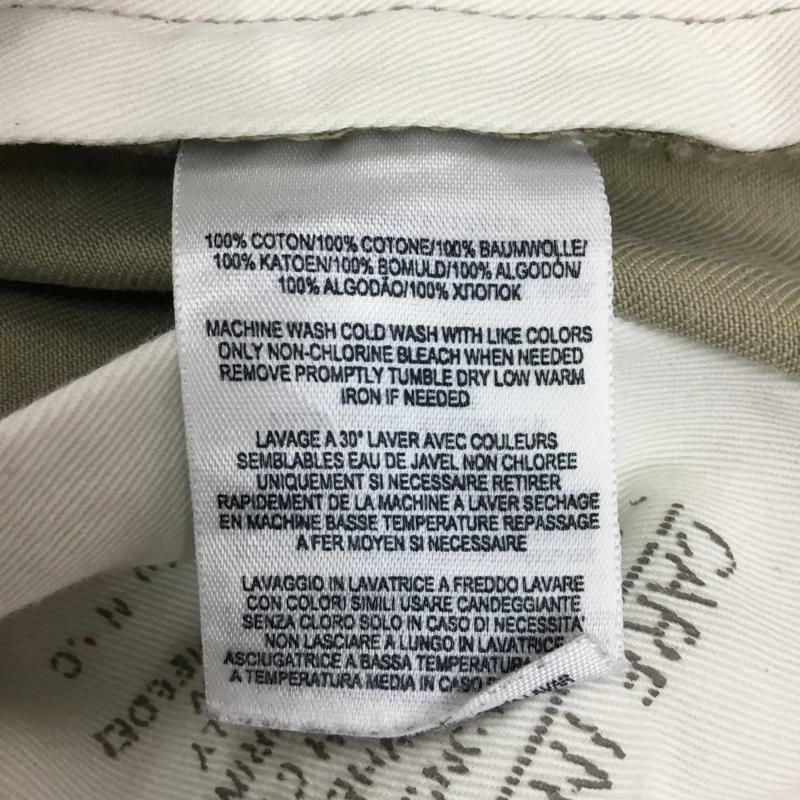 100% COTON/100% COTONE/100% BAUMWOLLE/
100% KATOEN/100% BOMULD/100% ALGODÓN/
100% ALGODÃO/100% ХЛОПОК
MACHINE WASH COLD WASH WITH LIKE COLORS
ONLY NON-CHLORINE BLEACH WHEN NEEDED
REMOVE PROMPTLY TUMBLE DRY LOW WARM
IRON IF NEEDED
LAVAGE A 30° LAVER AVEC COULEURS
SEMBLABLES EAU DE JAVEL NON CHLOREE
UNIQUEMENT SI NECESSAIRE RETIRER
RAPIDEMENT DE LA MACHINE A LAVER SECHAGE
EN MACHINE BASSE TEMPERATURE REPASSAGE
A FER MOYEN SI NECESSAIRE
LAVAGGIO IN LAVATRICE A FREDDO LAVARE
CON COLORI SIMILI USARE CANDEGGIANTE
SENZA CLORO SOLO IN CASO DI NECESSITA'
NON LASCIARE A LUNGO IN LAVATRICE
ASCIUGATRICE A BASSA TEMPERATURA
A TEMPERATURA MEDIA IN CASO